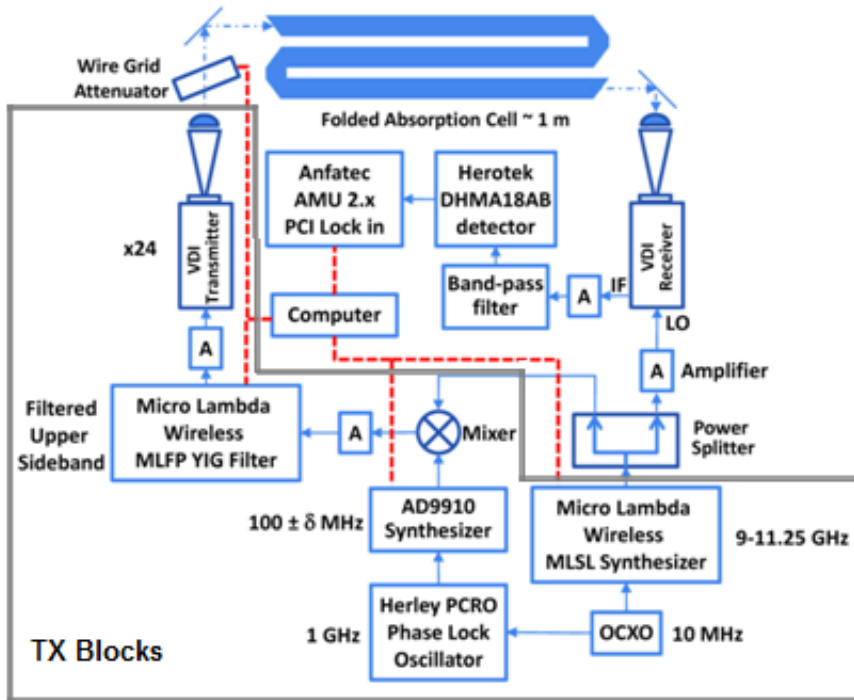 Wire Grid
Attenuator
Folded Absorption Cell ~ 1 m
x24
VDI
Transmitter
Anfatec
AMU 2.x
PCI Lock in
Herotek
DHMA18AB
detector
VDI
Receiver
Band-pass
filter
A
IF
LO
Computer
A
A
Amplifier
Filtered
Upper
Sideband
Micro Lambda
Wireless
MLFP YIG Filter
A
Mixer
Power
Splitter
100 ± δ MHz
AD9910
Synthesizer
Micro Lambda
Wireless
MLSL Synthesizer
9-11.25 GHz
1 GHz
Herley PCRO
Phase Lock
Oscillator
OCXO
10 MHz
TX Blocks